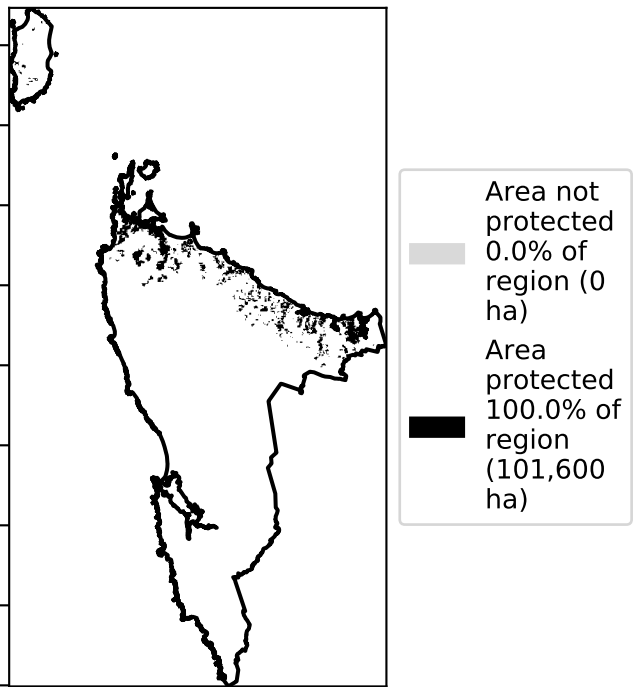 Area not
protected
0.0% of
region (0
ha)
Area
protected
100.0% of
region
(101,600
ha)